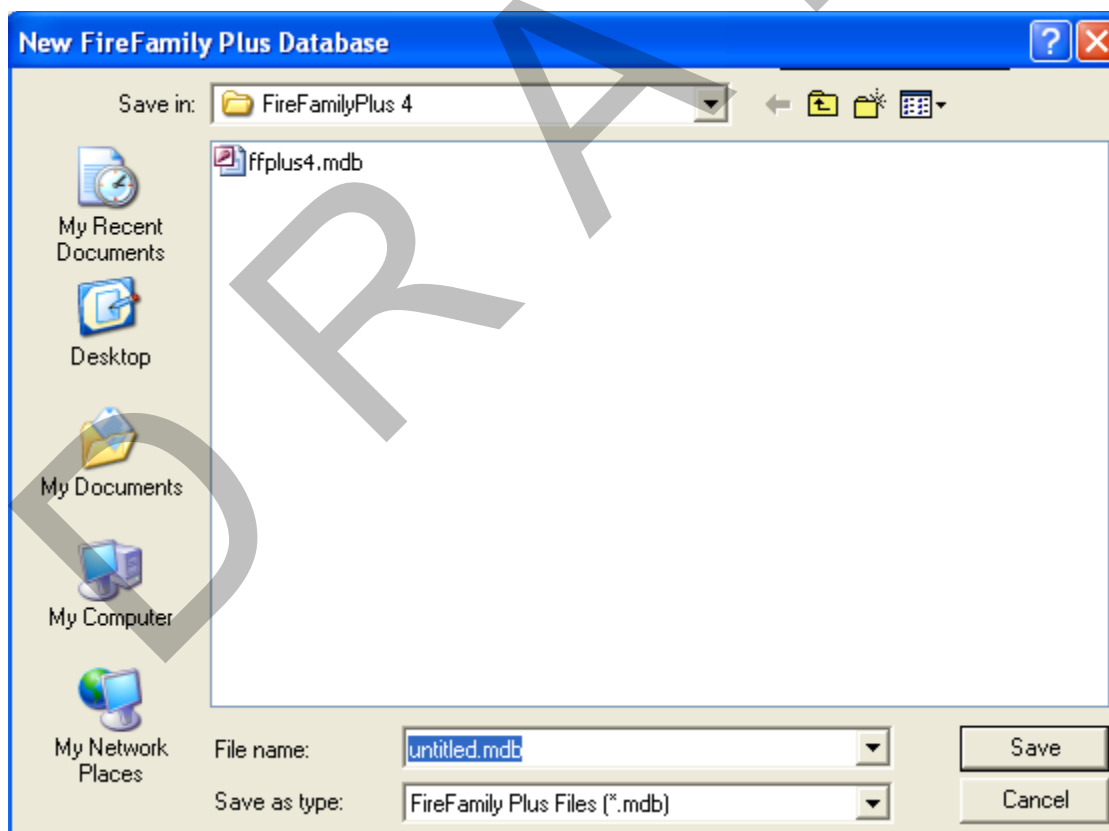 New FireFamily Plus Database
Save in:
FireFamilyPlus 4
ffplus4.mdb
My Recent
Documents
Desktop
My Documents
My Computer
My Network
Places
File name:
untitled.mdb
Save
Save as type:
FireFamily Plus Files (*.mdb)
Cancel
DRA